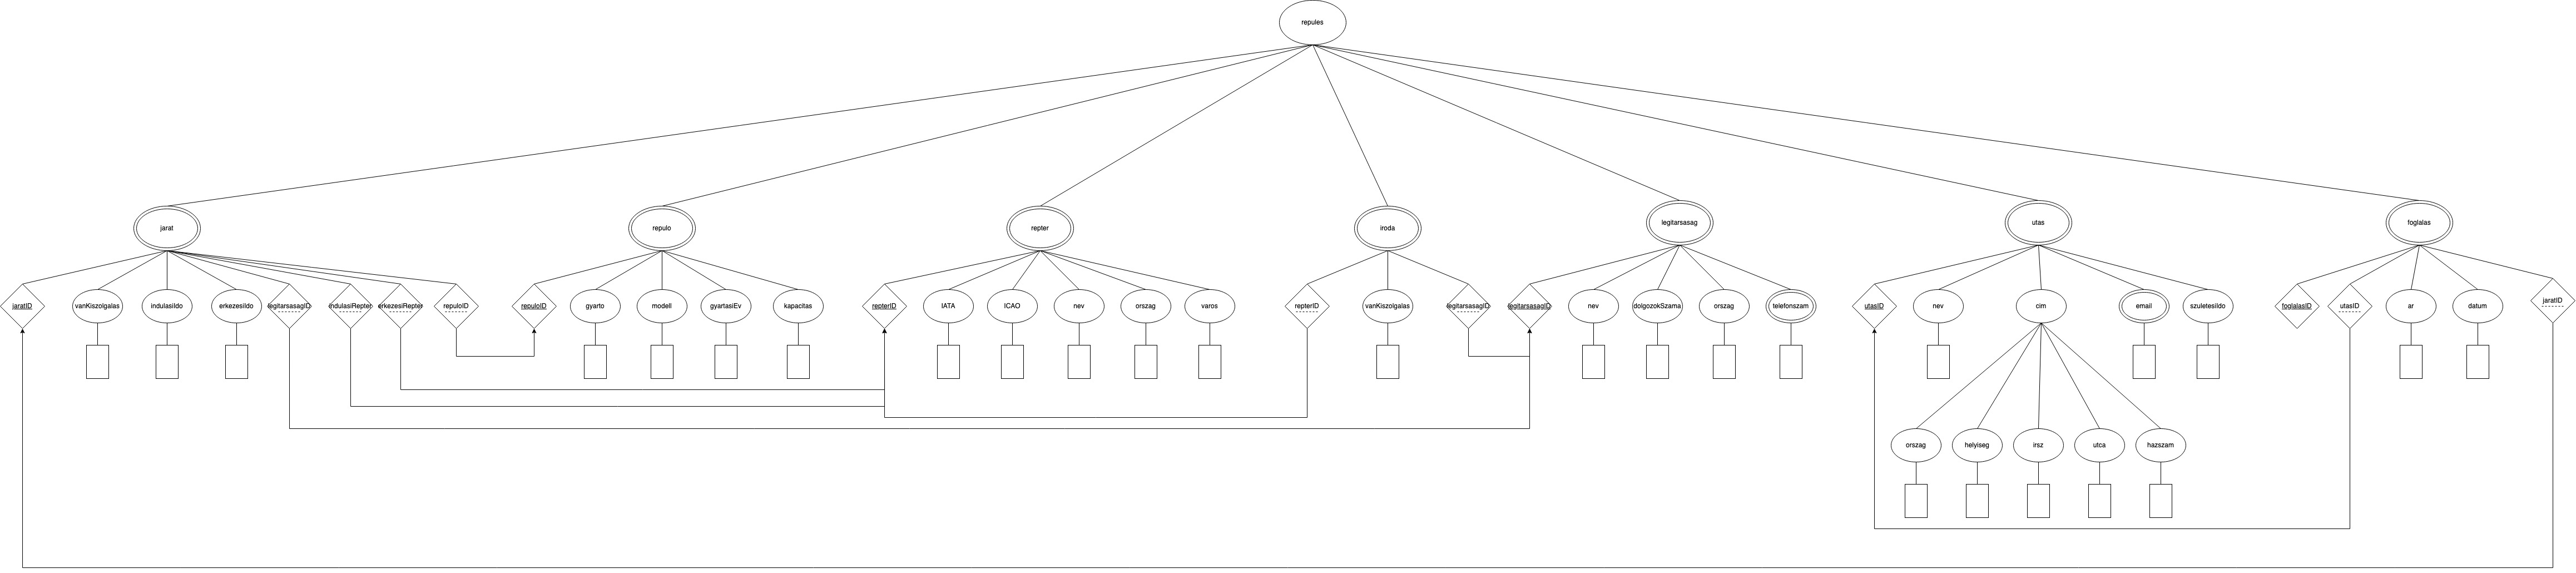 repules
jarat
repulo
repter
iroda
legitarsasag
utas
foglalas
jaratID
vanKiszolgalas
indulasiIdo
erkezesiIdo
legitarsasagID
indulasiRepter
erkezesiRepter
repuloID
repuloID
gyarto
modell
gyartasiEv
kapacitas
repterID
IATA
ICAO
nev
orszag
varos
repterID
vanKiszolgalas
legitarsasagID
legitarsasagID
nev
dolgozokSzama
orszag
telefonszam
utasID
nev
cim
email
szuletesiIdo
foglalasID
utasID
ar
datum
jaratID
orszag
helyiseg
irsz
utca
hazszam